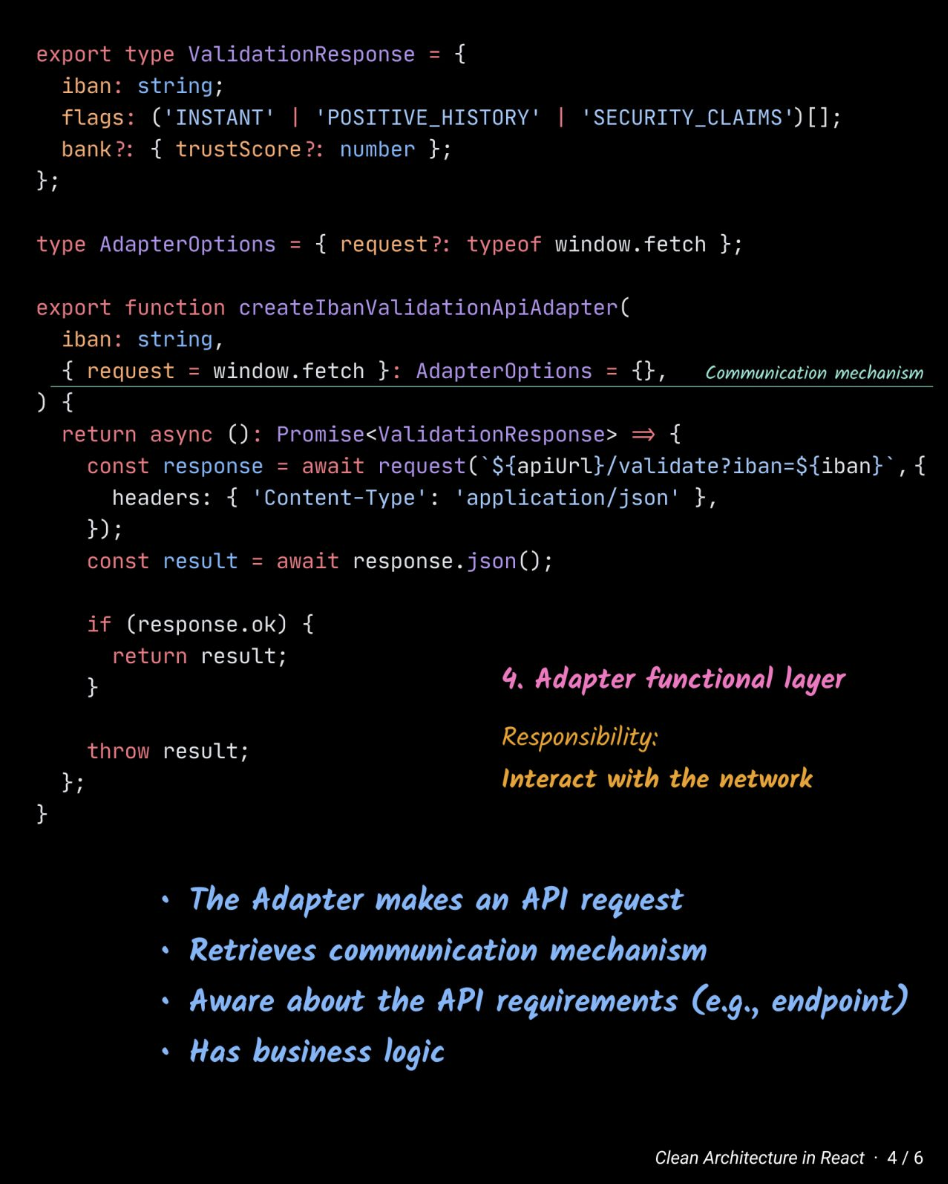 export type ValidationResponse = {
  iban: string;
  flags: ('INSTANT' | 'POSITIVE_HISTORY' | 'SECURITY_CLAIMS')[];
  bank?: { trustScore?: number };
};

type AdapterOptions = { request?: typeof window.fetch };

export function createIbanValidationApiAdapter(
  iban: string,
  { request = window.fetch }: AdapterOptions = {}, Communication mechanism
) {
  return async (): Promise<ValidationResponse> => {
    const response = await request(`${apiUrl}/validate?iban=${iban}`, {
      headers: { 'Content-Type': 'application/json' },
    });
    const result = await response.json();

    if (response.ok) {
      return result;
    }

    throw result;
  };
}
4. Adapter functional layer
Responsibility:
Interact with the network
• The Adapter makes an API request
• Retrieves communication mechanism
• Aware about the API requirements (e.g., endpoint)
• Has business logic
Clean Architecture in React · 4 / 6